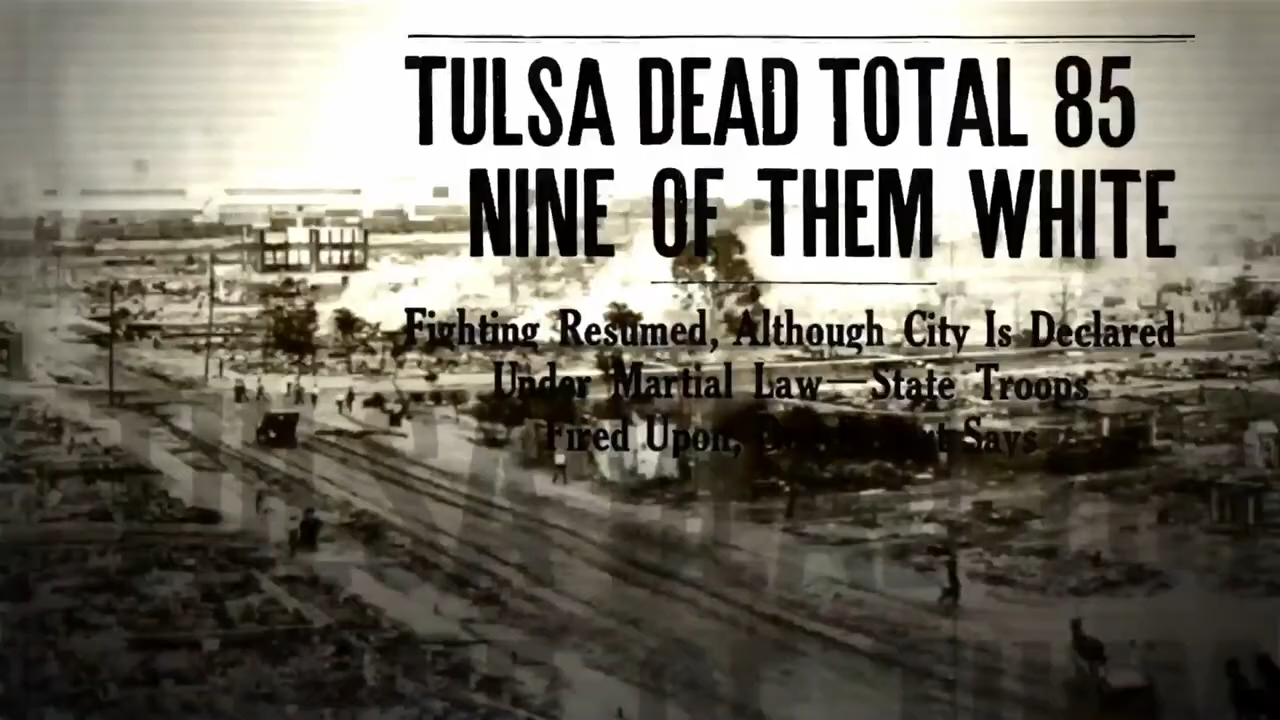 TULSA DEAD TOTAL 85
NINE OF THEM WHITE
Fighting Resumed, Although City Is Declared
Under Martial Law—State Troops
Fired Upon, Says